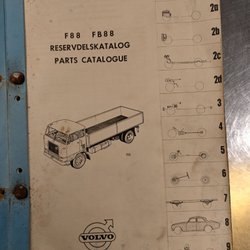 F88 FB88
RESERVDELSKATALOG
PARTS CATALOGUE
VOLVO
2a
2b
2c
2d
3
4
5
6
7
8
9